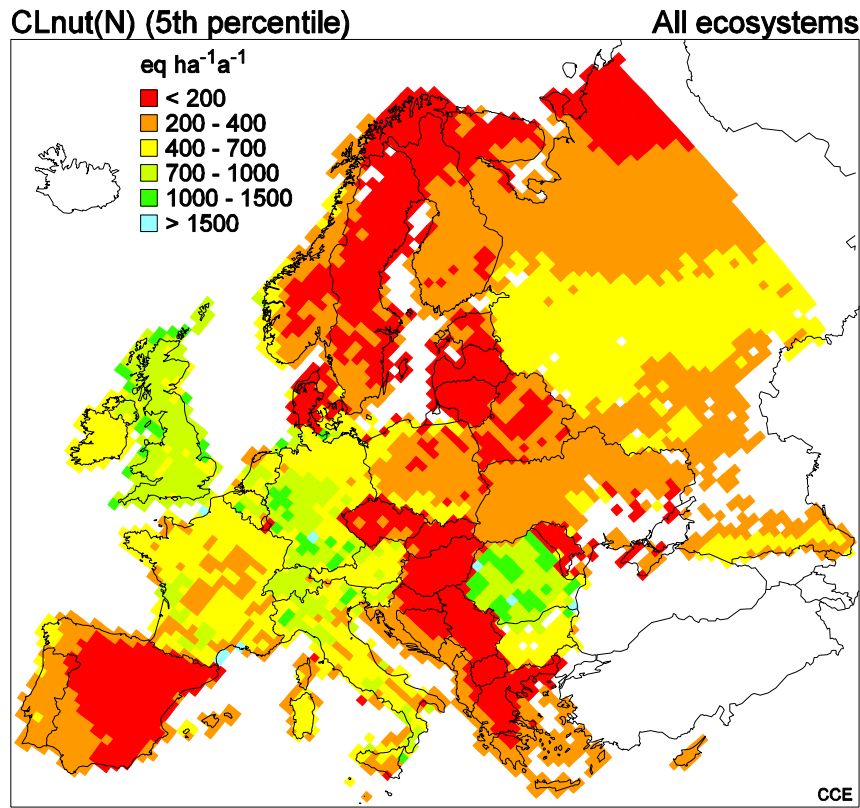 CLnut(N) (5th percentile) All ecosystems
eq ha⁻¹a⁻¹
< 200
200 - 400
400 - 700
700 - 1000
1000 - 1500
> 1500
CCE